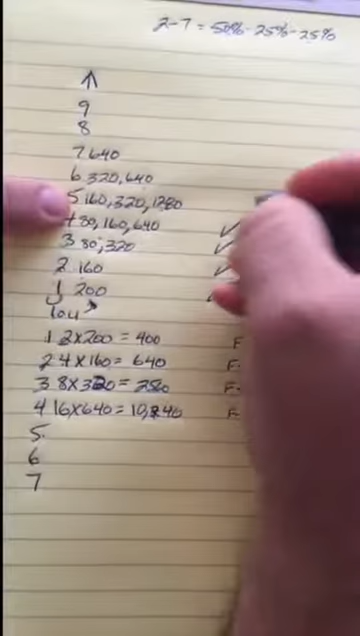 2-7 = 50%-25%-25%
9
8
7 640
6 320,640
5 160,320,1280
4 80,160,640 ✓
3 80,320 ✓
2 160 ✓
1 200
You
1 2x200 = 400 F
2 4x160= 640 F-
3 8x320= F-
4 16x640= 10,240 F-
5.
6
7